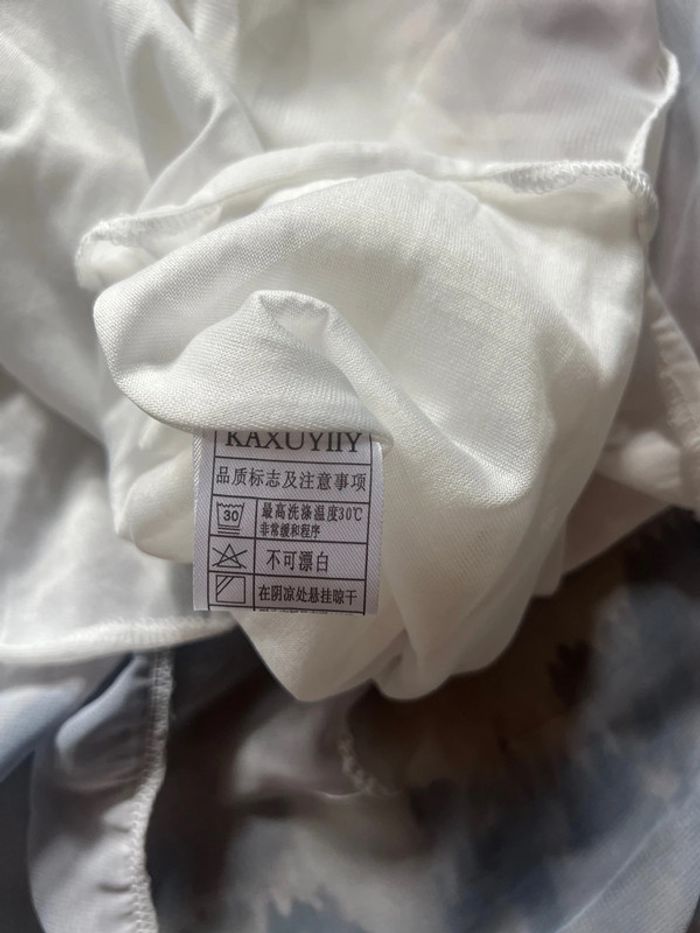 KAXUYIIY
品质标志及注意事项
30
最高洗涤温度30℃
非常缓和程序
不可漂白
在阴凉处悬挂晾干